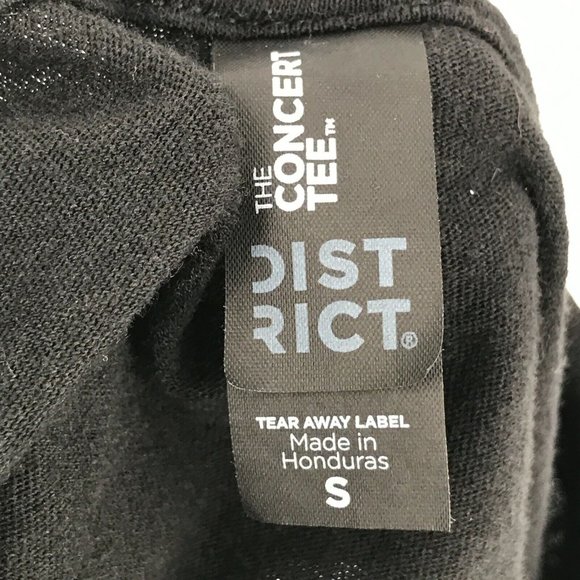 THE
CONCERT
TEE™
DIST
RICT®
TEAR AWAY LABEL
Made in
Honduras
S